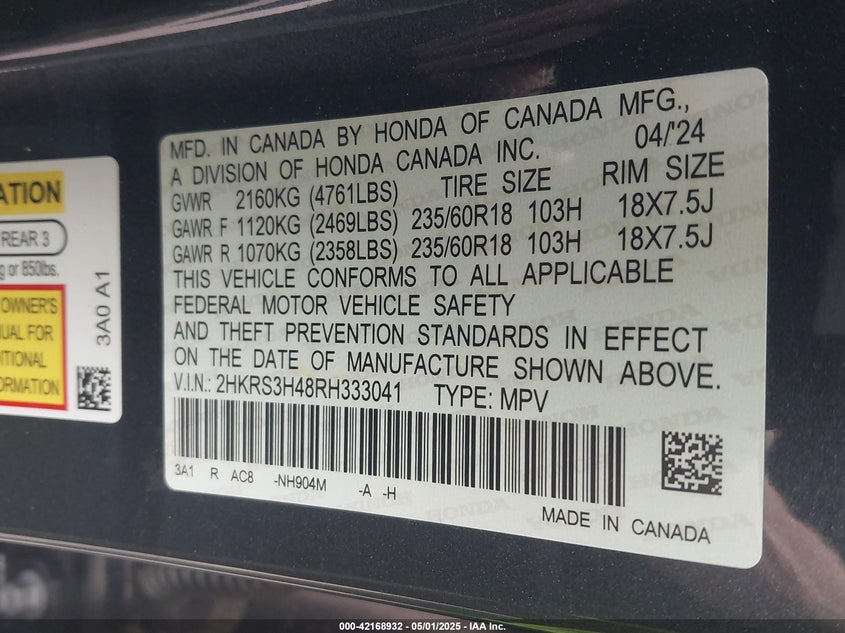 ATION
REAR 3
g or 850lbs.
OWNER'S
UAL FOR
DITIONAL
ORMATION
3A0 A1
MFD. IN CANADA BY HONDA OF CANADA MFG.,
A DIVISION OF HONDA CANADA INC. 04/'24
GVWR 2160KG (4761LBS) TIRE SIZE RIM SIZE
GAWR F 1120KG (2469LBS) 235/60R18 103H 18X7.5J
GAWR R 1070KG (2358LBS) 235/60R18 103H 18X7.5J
THIS VEHICLE CONFORMS TO ALL APPLICABLE
FEDERAL MOTOR VEHICLE SAFETY
AND THEFT PREVENTION STANDARDS IN EFFECT
ON THE DATE OF MANUFACTURE SHOWN ABOVE.
V.I.N.: 2HKRS3H48RH333041 TYPE: MPV
3A1 R AC8 -NH904M -A -H
MADE IN CANADA
000-42168932 - 05/01/2025 - IAA Inc.